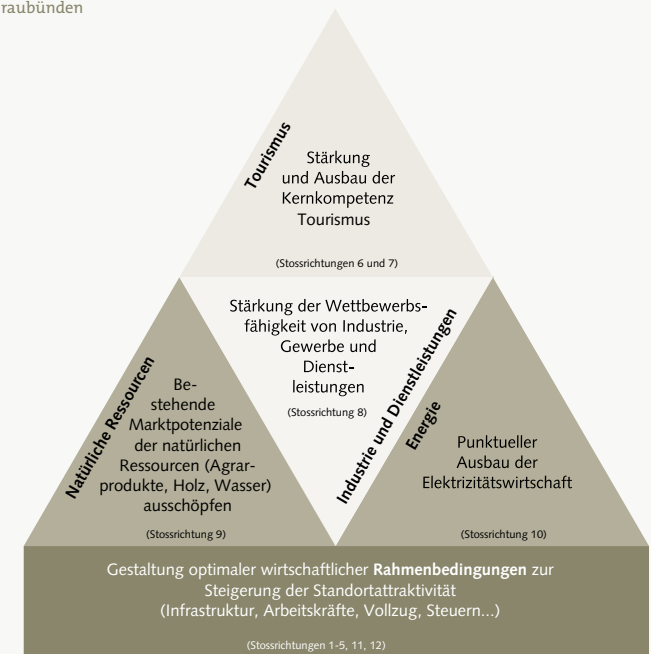 raubünden
Tourismus
Stärkung
und Ausbau der
Kernkompetenz
Tourismus
(Stossrichtungen 6 und 7)
Stärkung der Wettbewerbs-
fähigkeit von Industrie,
Gewerbe und
Dienst-
leistungen
(Stossrichtung 8)
Industrie und Dienstleistungen
Natürliche Ressourcen
Be-
stehende
Marktpotenziale
der natürlichen
Ressourcen (Agrar-
produkte, Holz, Wasser)
ausschöpfen
(Stossrichtung 9)
Energie
Punktueller
Ausbau der
Elektrizitätswirtschaft
(Stossrichtung 10)
Gestaltung optimaler wirtschaftlicher Rahmenbedingungen zur
Steigerung der Standortattraktivität
(Infrastruktur, Arbeitskräfte, Vollzug, Steuern...)
(Stossrichtungen 1-5, 11, 12)